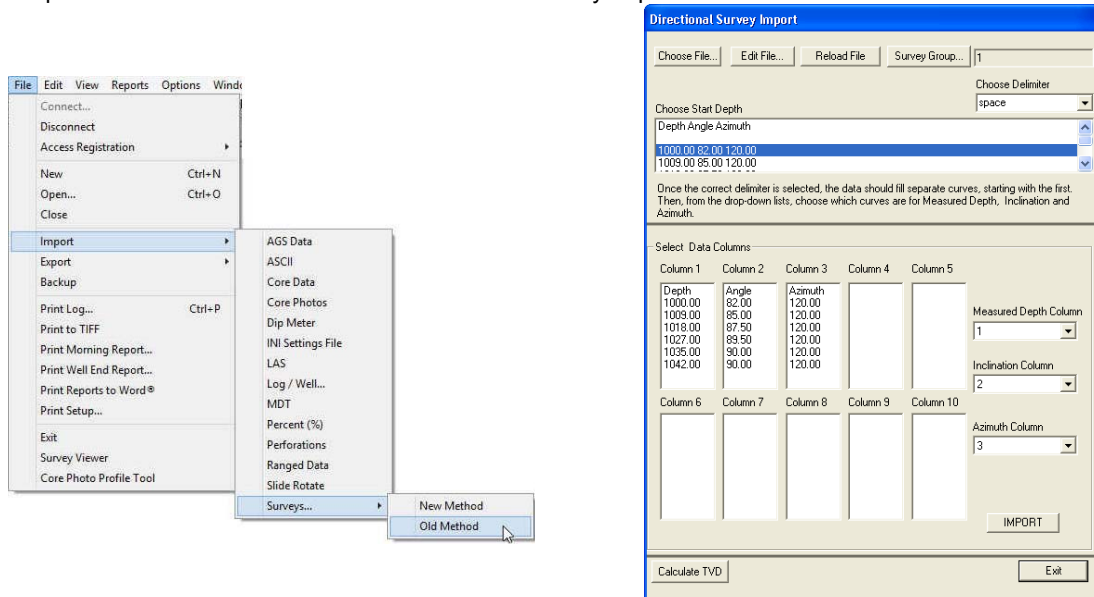 File Edit View Reports Options Windo
Connect...
Disconnect
Access Registration
New Ctrl+N
Open... Ctrl+O
Close
Import
Export
Backup
Print Log... Ctrl+P
Print to TIFF
Print Morning Report...
Print Well End Report...
Print Reports to Word®
Print Setup...
Exit
Survey Viewer
Core Photo Profile Tool
AGS Data
ASCII
Core Data
Core Photos
Dip Meter
INI Settings File
LAS
Log / Well...
MDT
Percent (%)
Perforations
Ranged Data
Slide Rotate
Surveys...
New Method
Old Method
Directional Survey Import
Choose File... Edit File... Reload File Survey Group... 1
Choose Delimiter
space
Choose Start Depth
Depth Angle Azimuth
1000.00 82.00 120.00
1009.00 85.00 120.00
Once the correct delimiter is selected, the data should fill separate curves, starting with the first.
Then, from the drop-down lists, choose which curves are for Measured Depth, Inclination and
Azimuth.
Select Data Columns
Column 1 Column 2 Column 3 Column 4 Column 5
Depth Angle Azimuth
1000.00 82.00 120.00
1009.00 85.00 120.00
1018.00 87.50 120.00
1027.00 89.50 120.00
1035.00 90.00 120.00
1042.00 90.00 120.00
Measured Depth Column
1
Inclination Column
2
Column 6 Column 7 Column 8 Column 9 Column 10
Azimuth Column
3
IMPORT
Calculate TVD Exit